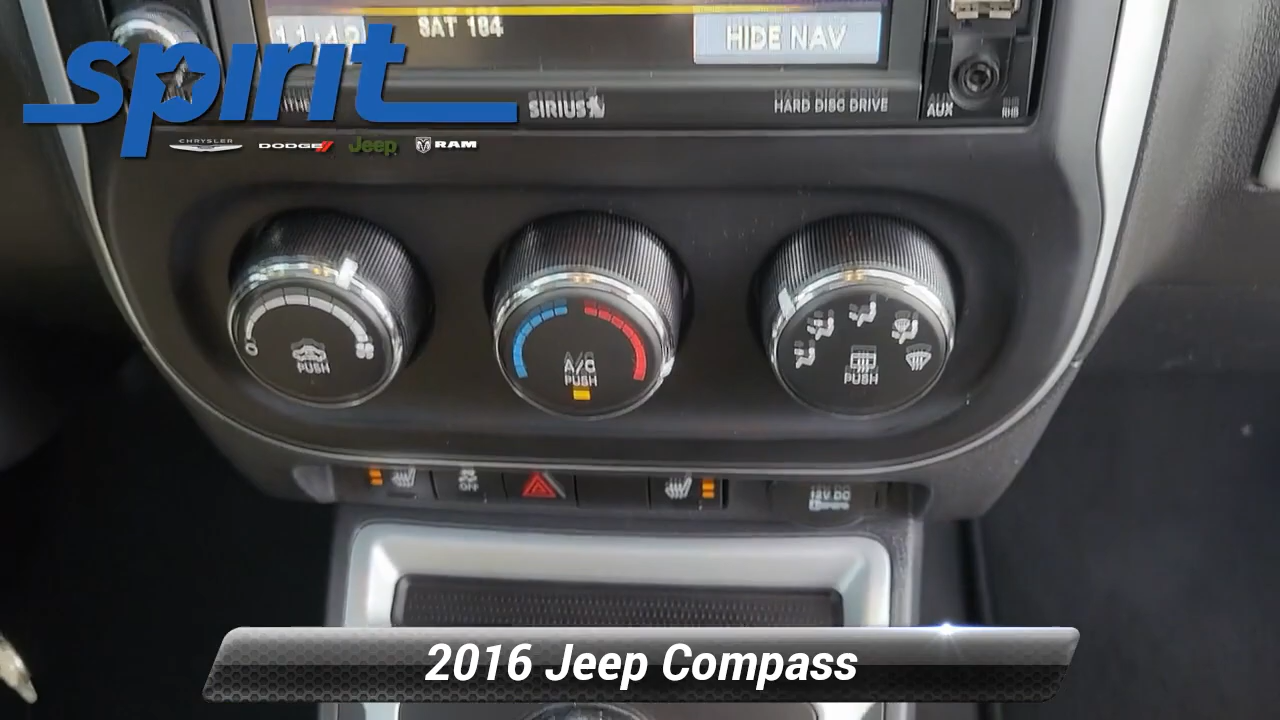 SAT 184
HIDE NAV
spirit
SIRIUS
HARD DISC DRIVE
AUX
CHRYSLER
DODGE
Jeep
RAM
0
PUSH
A/C
PUSH
PUSH
OFF
12V DC
2016 Jeep Compass